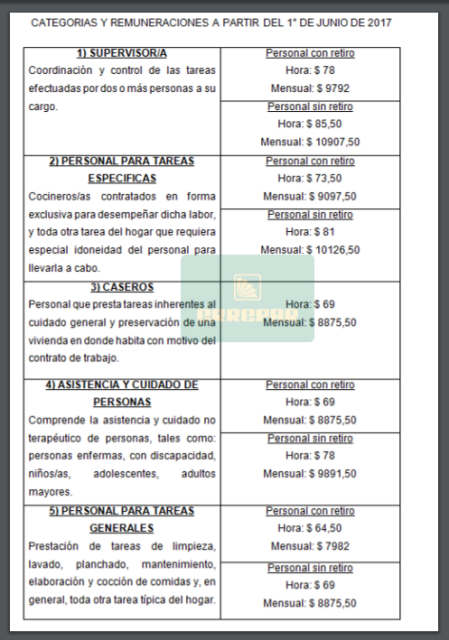 CATEGORIAS Y REMUNERACIONES A PARTIR DEL 1° DE JUNIO DE 2017
1) SUPERVISOR/A
Coordinación y control de las tareas
efectuadas por dos o más personas a su
cargo.
Personal con retiro
Hora: $ 78
Mensual: $ 9792
Personal sin retiro
Hora: $ 85,50
Mensual: $ 10907,50
2) PERSONAL PARA TAREAS
ESPECIFICAS
Cocineros/as contratados en forma
exclusiva para desempeñar dicha labor,
y toda otra tarea del hogar que requiera
especial idoneidad del personal para
llevarla a cabo.
Personal con retiro
Hora: $ 73,50
Mensual: $ 9097,50
Personal sin retiro
Hora: $ 81
Mensual: $ 10126,50
3) CASEROS
Personal que presta tareas inherentes al
cuidado general y preservación de una
vivienda en donde habita con motivo del
contrato de trabajo.
Hora: $ 69
Mensual: $ 8875,50
4) ASISTENCIA Y CUIDADO DE
PERSONAS
Comprende la asistencia y cuidado no
terapéutico de personas, tales como:
personas enfermas, con discapacidad,
niños/as, adolescentes, adultos
mayores.
Personal con retiro
Hora: $ 69
Mensual: $ 8875,50
Personal sin retiro
Hora: $ 78
Mensual: $ 9891,50
5) PERSONAL PARA TAREAS
GENERALES
Prestación de tareas de limpieza,
lavado, planchado, mantenimiento,
elaboración y cocción de comidas y, en
general, toda otra tarea típica del hogar.
Personal con retiro
Hora: $ 64,50
Mensual: $ 7982
Personal sin retiro
Hora: $ 69
Mensual: $ 8875,50